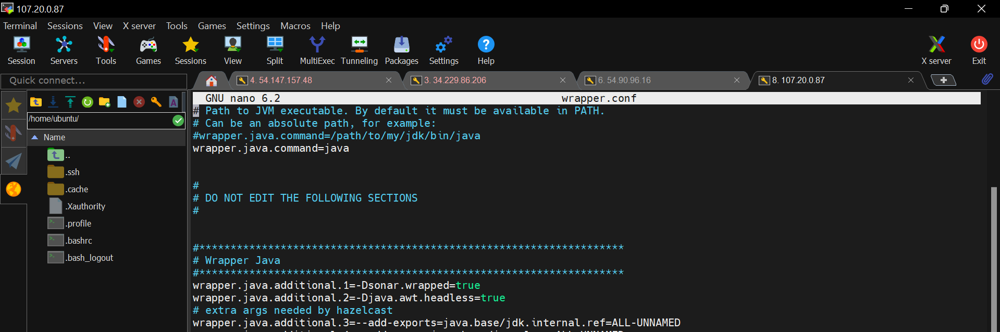 107.20.0.87
Terminal Sessions View X server Tools Games Settings Macros Help
Session Servers Tools Games Sessions View Split MultiExec Tunneling Packages Settings Help X server Exit
Quick connect...
4. 54.147.157.48
3. 34.229.86.206
6. 54.90.96.16
8. 107.20.0.87
/home/ubuntu/
Name
..
.ssh
.cache
.Xauthority
.profile
.bashrc
.bash_logout
GNU nano 6.2 wrapper.conf
# Path to JVM executable. By default it must be available in PATH.
# Can be an absolute path, for example:
#wrapper.java.command=/path/to/my/jdk/bin/java
wrapper.java.command=java
#
# DO NOT EDIT THE FOLLOWING SECTIONS
#
#********************************************************************
# Wrapper Java
#********************************************************************
wrapper.java.additional.1=-Dsonar.wrapped=true
wrapper.java.additional.2=-Djava.awt.headless=true
# extra args needed by hazelcast
wrapper.java.additional.3=--add-exports=java.base/jdk.internal.ref=ALL-UNNAMED